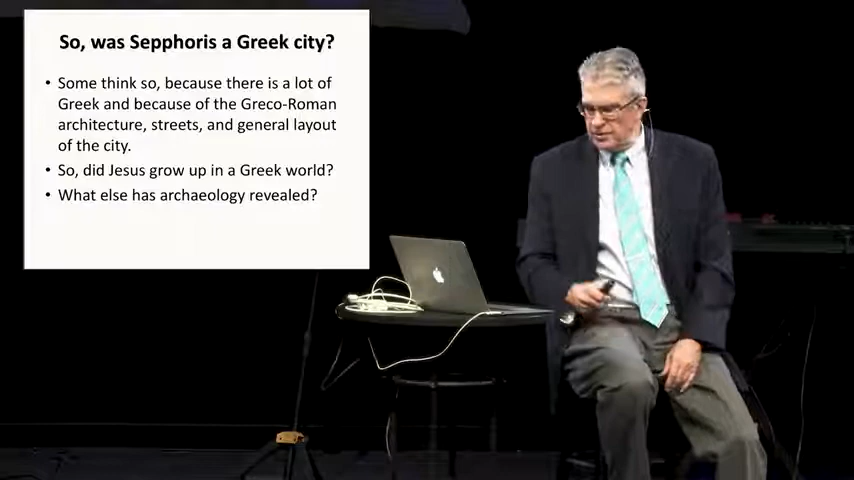 So, was Sepphoris a Greek city?
• Some think so, because there is a lot of
Greek and because of the Greco-Roman
architecture, streets, and general layout
of the city.
• So, did Jesus grow up in a Greek world?
• What else has archaeology revealed?